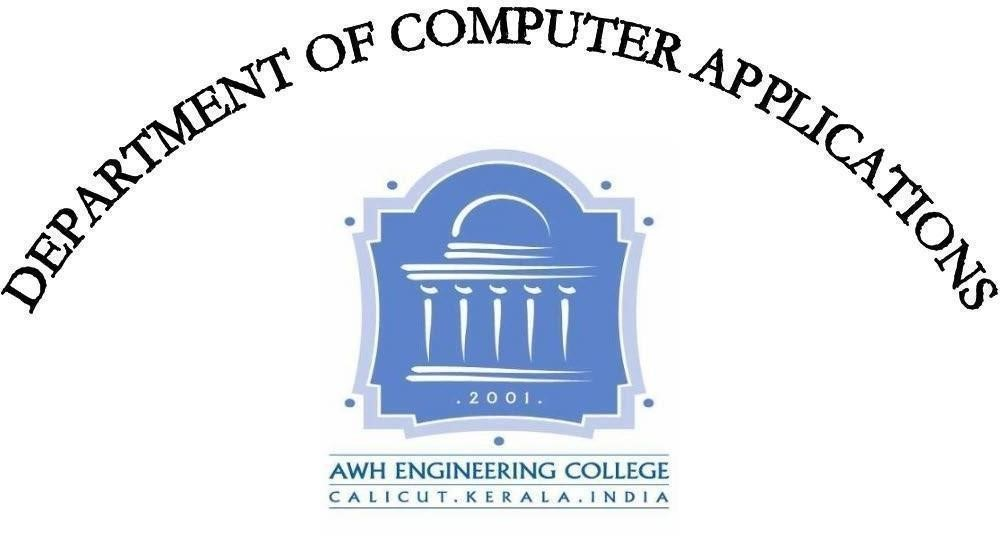 DEPARTMENT OF COMPUTER APPLICATIONS
.2001.
AWH ENGINEERING COLLEGE
CALICUT.KERALA.INDIA